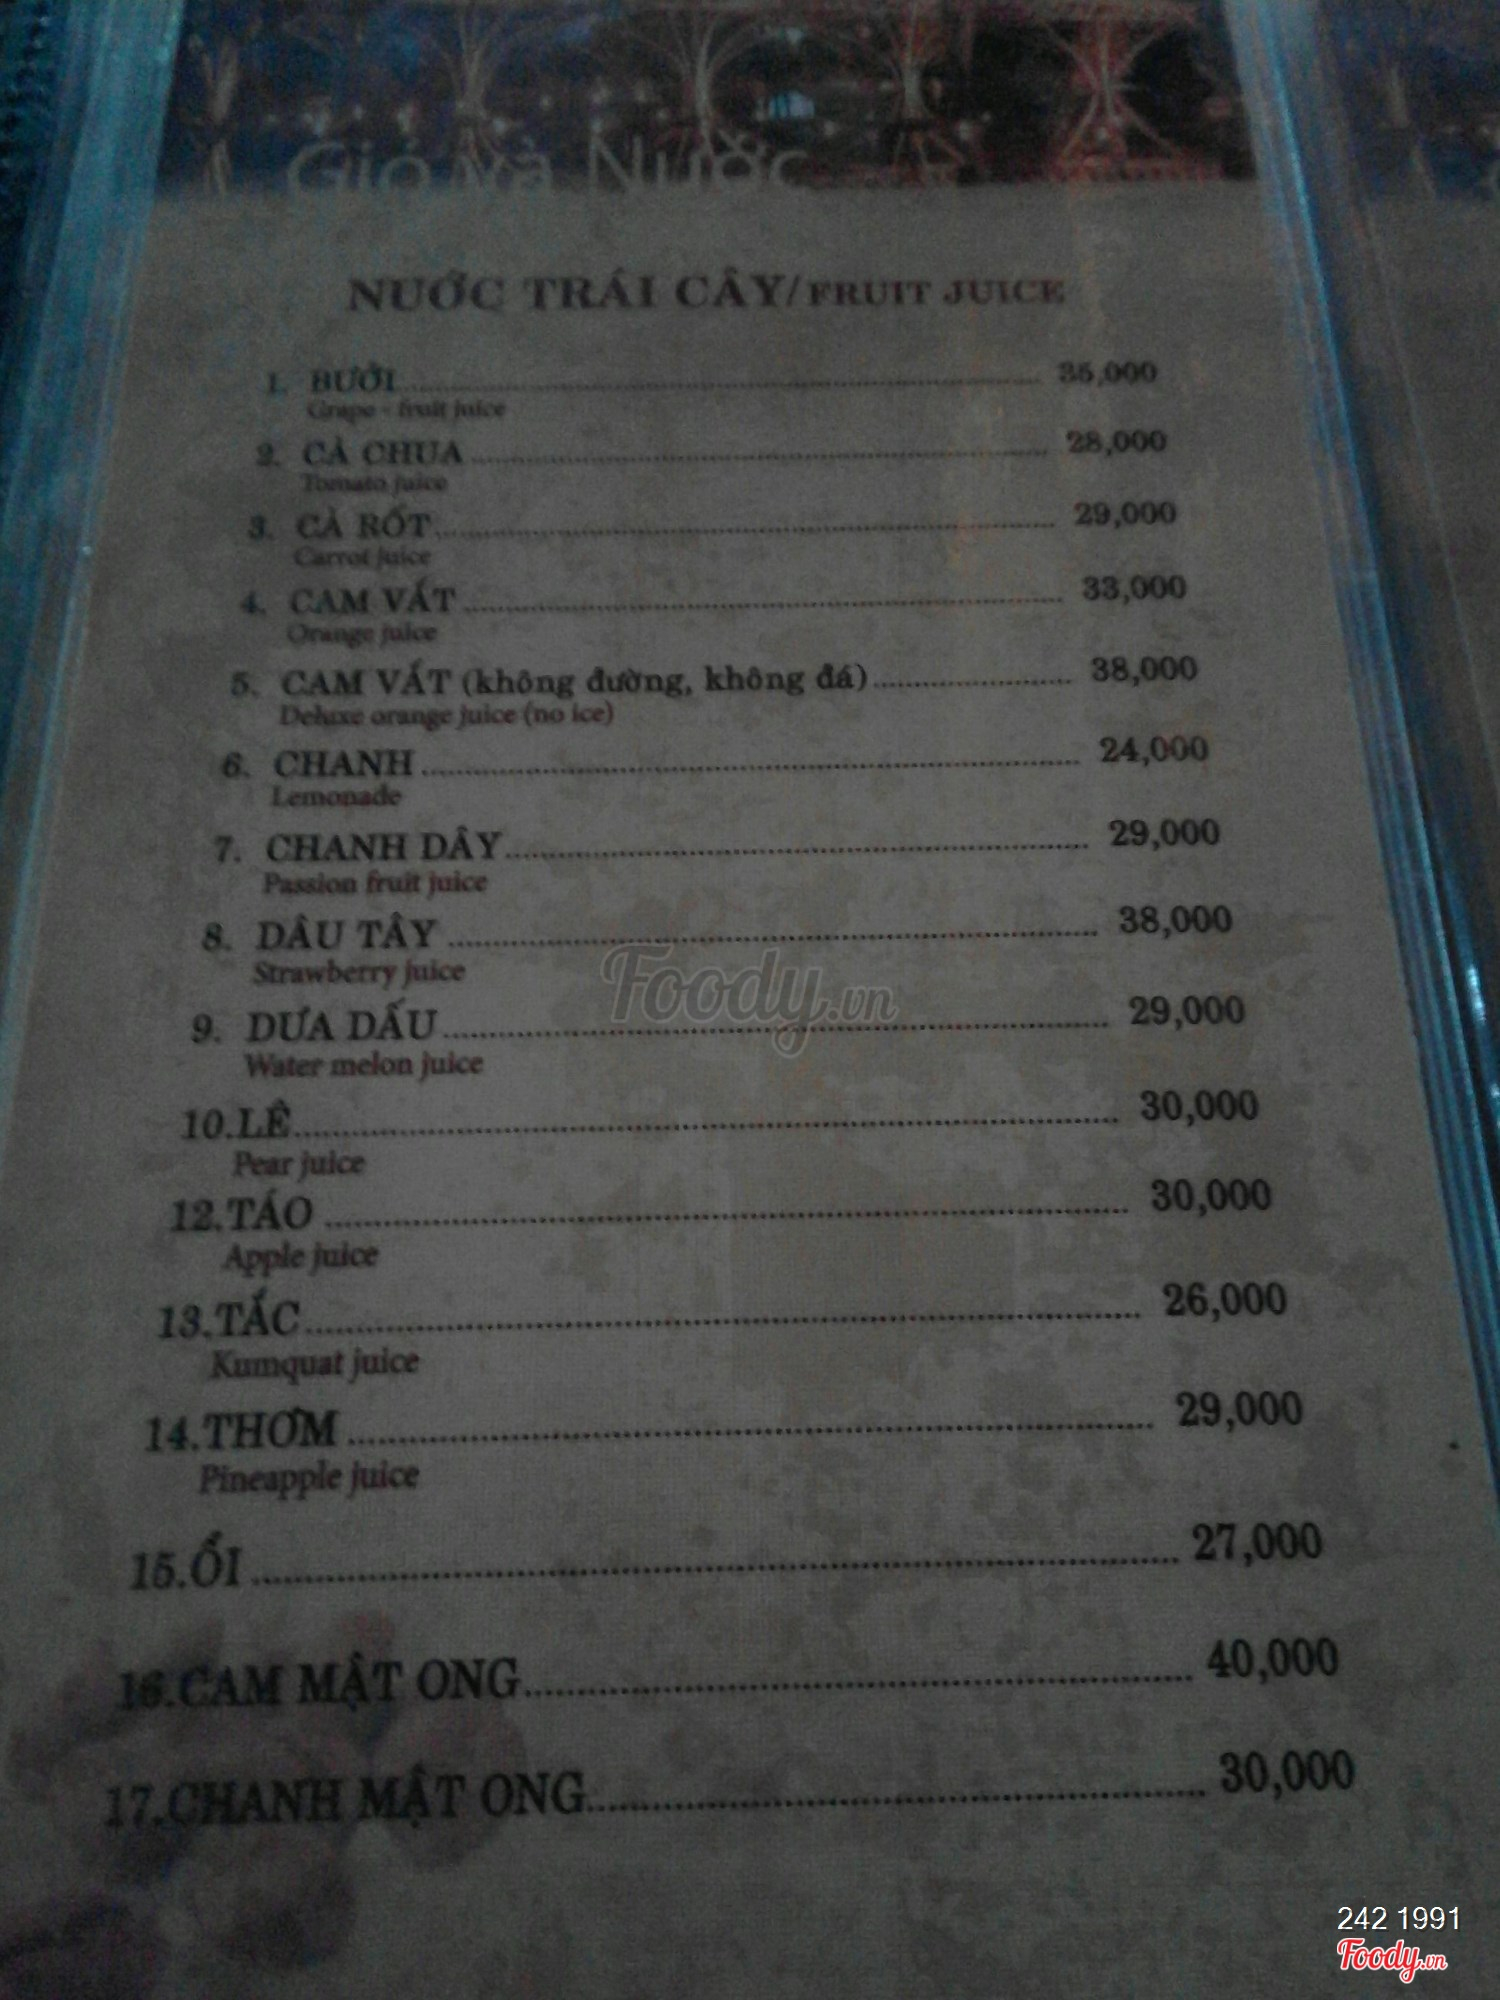 Gió và Nước
NƯỚC TRÁI CÂY/FRUIT JUICE
1. BƯỞI 35,000
Grape - fruit juice
2. CÀ CHUA 28,000
Tomato juice
3. CÀ RỐT 29,000
Carrot juice
4. CAM VẮT 33,000
Orange juice
5. CAM VẮT (không đường, không đá) 38,000
Deluxe orange juice (no ice)
6. CHANH 24,000
Lemonade
7. CHANH DÂY 29,000
Passion fruit juice
8. DÂU TÂY 38,000
Strawberry juice
9. DƯA DẤU 29,000
Water melon juice
10.LÊ 30,000
Pear juice
12.TÁO 30,000
Apple juice
13.TẮC 26,000
Kumquat juice
14.THƠM 29,000
Pineapple juice
15.ỔI 27,000
16.CAM MẬT ONG 40,000
17.CHANH MẬT ONG 30,000
Foody.vn
242 1991
Foody.vn